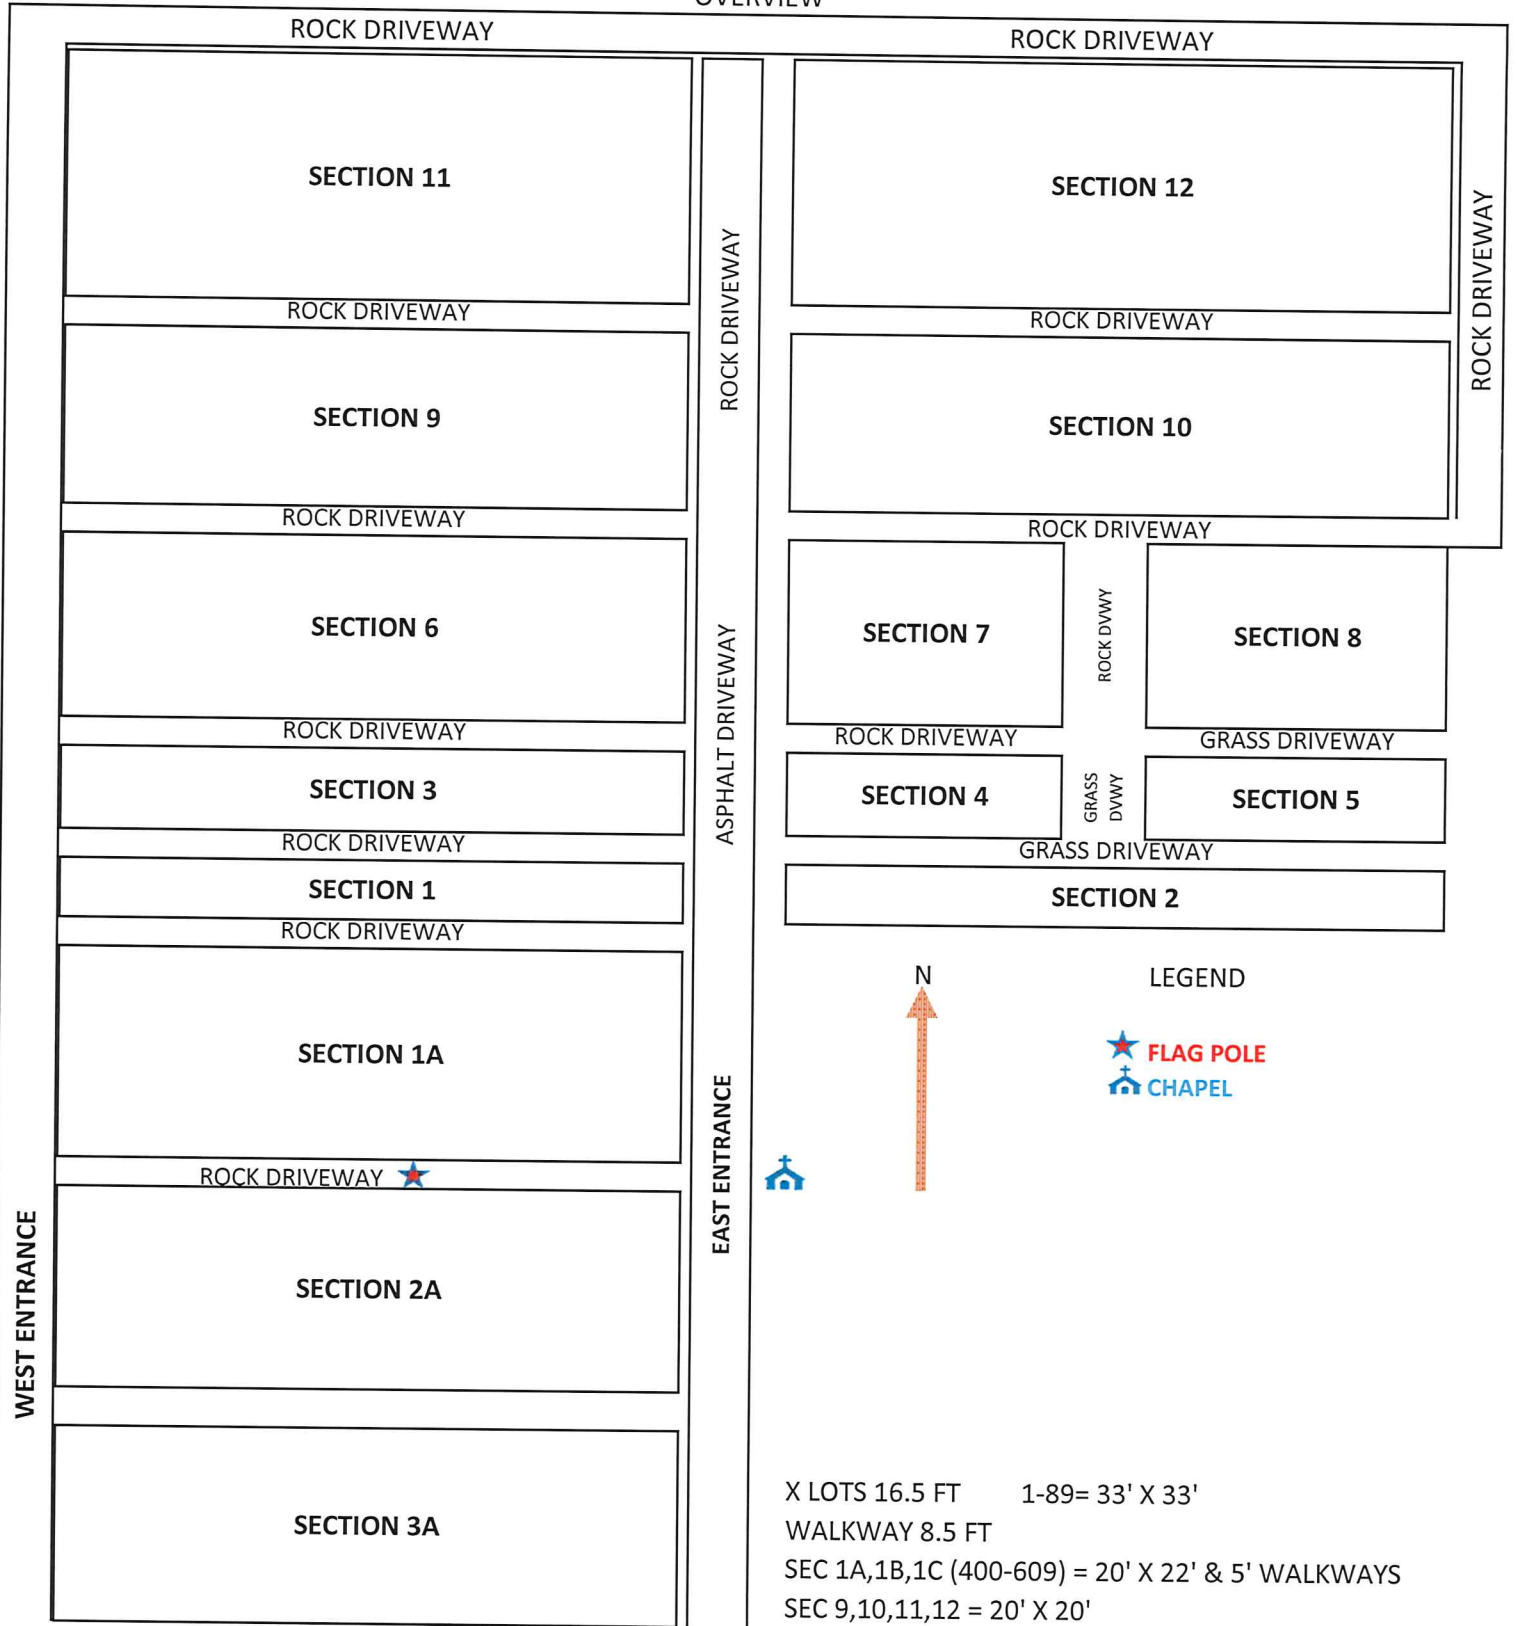 OVERVIEW
ROCK DRIVEWAY
ROCK DRIVEWAY
SECTION 11
SECTION 12
ROCK DRIVEWAY
ROCK DRIVEWAY
ROCK DRIVEWAY
ROCK DRIVEWAY
SECTION 9
SECTION 10
ROCK DRIVEWAY
ROCK DRIVEWAY
SECTION 6
SECTION 7
ROCK DVWY
SECTION 8
ASPHALT DRIVEWAY
ROCK DRIVEWAY
ROCK DRIVEWAY
GRASS DRIVEWAY
SECTION 3
SECTION 4
GRASS
DVWY
SECTION 5
ROCK DRIVEWAY
GRASS DRIVEWAY
SECTION 1
SECTION 2
ROCK DRIVEWAY
N
LEGEND
SECTION 1A
FLAG POLE
CHAPEL
EAST ENTRANCE
ROCK DRIVEWAY
WEST ENTRANCE
SECTION 2A
SECTION 3A
X LOTS 16.5 FT 1-89= 33' X 33'
WALKWAY 8.5 FT
SEC 1A,1B,1C (400-609) = 20' X 22' & 5' WALKWAYS
SEC 9,10,11,12 = 20' X 20'